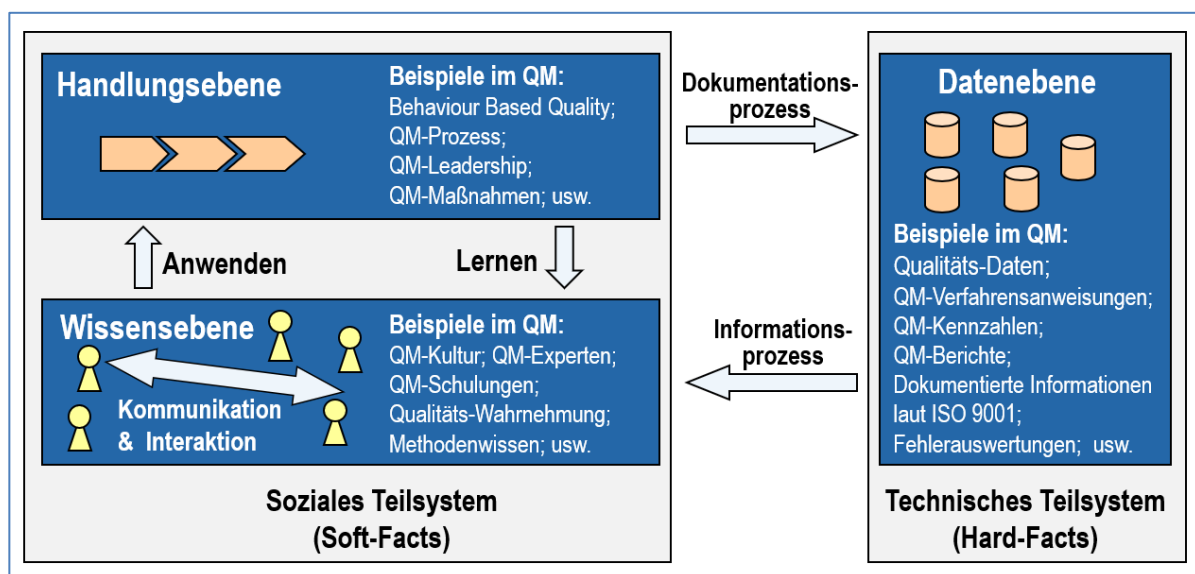 Handlungsebene
Beispiele im QM:
Behaviour Based Quality;
QM-Prozess;
QM-Leadership;
QM-Maßnahmen; usw.
Anwenden
Lernen
Wissensebene
Kommunikation
& Interaktion
Beispiele im QM:
QM-Kultur; QM-Experten;
QM-Schulungen;
Qualitäts-Wahrnehmung;
Methodenwissen; usw.
Soziales Teilsystem
(Soft-Facts)
Dokumentations-
prozess
Informations-
prozess
Datenebene
Beispiele im QM:
Qualitäts-Daten;
QM-Verfahrensanweisungen;
QM-Kennzahlen;
QM-Berichte;
Dokumentierte Informationen
laut ISO 9001;
Fehlerauswertungen; usw.
Technisches Teilsystem
(Hard-Facts)